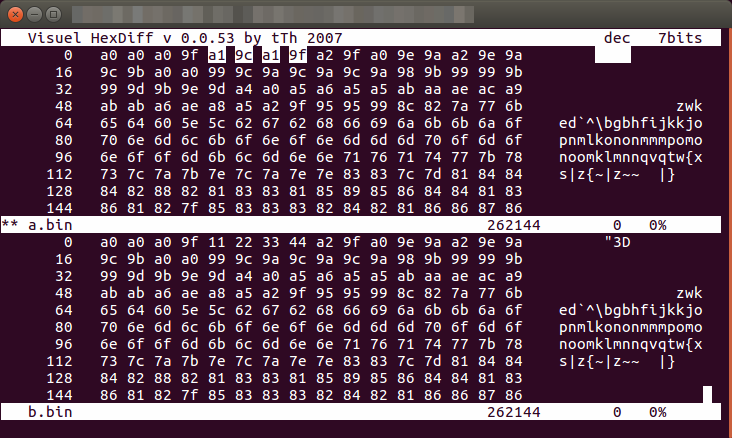 Visuel HexDiff v 0.0.53 by tTh 2007 dec 7bits
0 a0 a0 a0 9f a1 9c a1 9f a2 9f a0 9e 9a a2 9e 9a
16 9c 9b a0 a0 999c 9a 9c 9a 9c 9a 98 9b 99 99 9b
32 99 9d 9b 9e 9d a4 a0 a5 a6 a5 a5 ab aa ae ac a9
48 ab ab a6 ae a8 a5 a2 9f 95 95 99 8c 82 7a 77 6b zwk
64 65 64 60 5e 5c 62 67 62 68 66 69 6a 6b 6b 6a 6f ed`^\bgbhfijkkjo
80 70 6e 6d 6c 6b 6f 6e 6f 6e 6d 6d 6d 70 6f 6d 6f pnmlkononmmmpomo
96 6e 6f 6f 6d 6b 6c 6d 6e 6e 71 76 71 74 77 7b 78 noomklmnnqvqtw{x
112 73 7c 7a 7b 7e 7c 7a 7e 7e 83 83 7c 7d 81 84 84 s|z{~|z~~ |}
128 84 82 88 82 81 83 83 81 85 89 85 86 84 84 81 83
144 86 81 82 7f 85 83 83 83 82 84 82 81 86 86 87 86
** a.bin 262144 0 0%
0 a0 a0 a0 9f 11 22 33 44 a2 9f a0 9e 9a a2 9e 9a "3D
16 9c 9b a0 a0 99 9c 9a 9c 9a 9c 9a 98 9b 99 99 9b
32 99 9d 9b 9e 9d a4 a0 a5 a6 a5 a5 ab aa ae ac a9
48 ab ab a6 ae a8 a5 a2 9f 95 95 99 8c 82 7a 77 6b zwk
64 65 64 60 5e 5c 62 67 62 68 66 69 6a 6b 6b 6a 6f ed`^\bgbhfijkkjo
80 70 6e 6d 6c 6b 6f 6e 6f 6e 6d 6d 6d 70 6f 6d 6f pnmlkononmmmpomo
96 6e 6f 6f 6d 6b 6c 6d 6e 6e 71 76 71 74 77 7b 78 noomklmnnqvqtw{x
112 73 7c 7a 7b 7e 7c 7a 7e 7e 83 83 7c 7d 81 84 84 s|z{~|z~~ |}
128 84 82 88 82 81 83 83 81 85 89 85 86 84 84 81 83
144 86 81 82 7f 85 83 83 83 82 84 82 81 86 86 87 86
b.bin 262144 0 0%